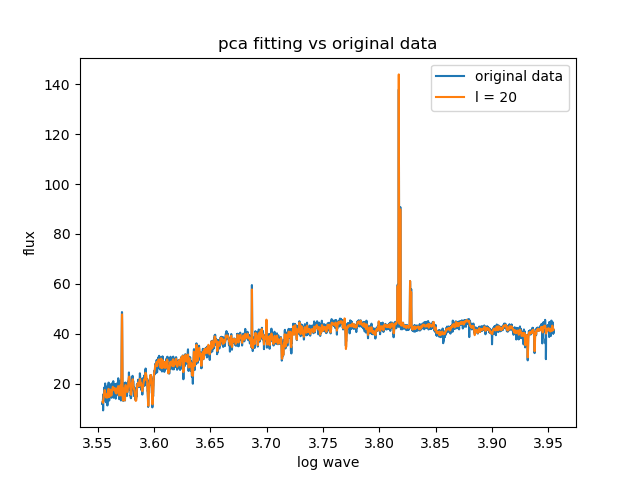 pca fitting vs original data
original data
l = 20
140
120
100
80
60
40
20
flux
3.55 3.60 3.65 3.70 3.75 3.80 3.85 3.90 3.95
log wave